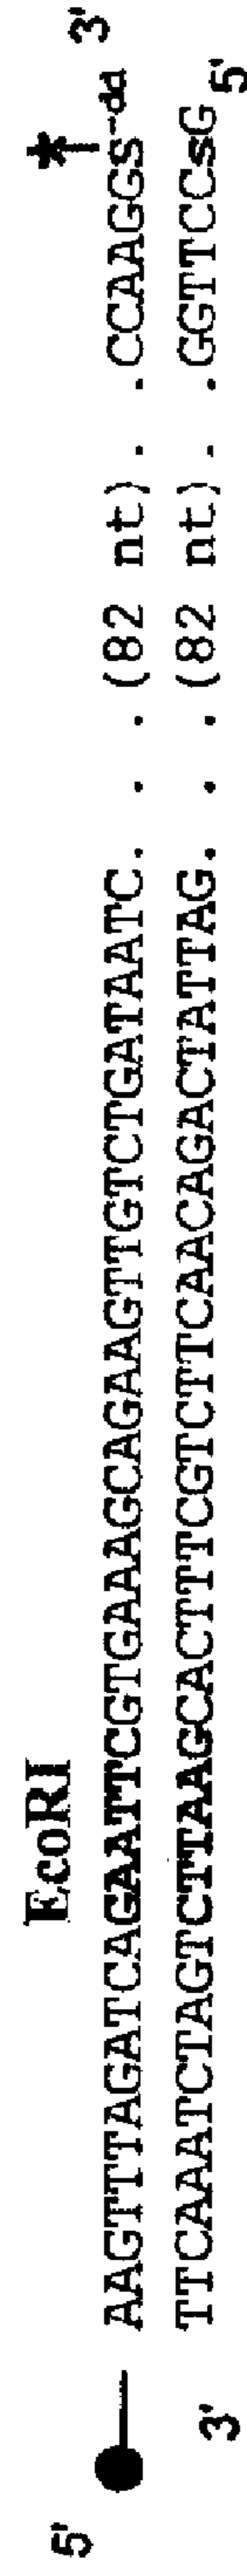 EcoRI *
5' AAGTTTAGATCAGAATTCGTGAAAGCAGAAGTTGTCTGATAATC. . . (82 nt). . .CCAAGGS-dd 3'
3' TTCAAATCTAGTCTTAAGCACTTTCGTCTTCAACAGACTATTAG. . . (82 nt). . .GGTTCCsG 5'